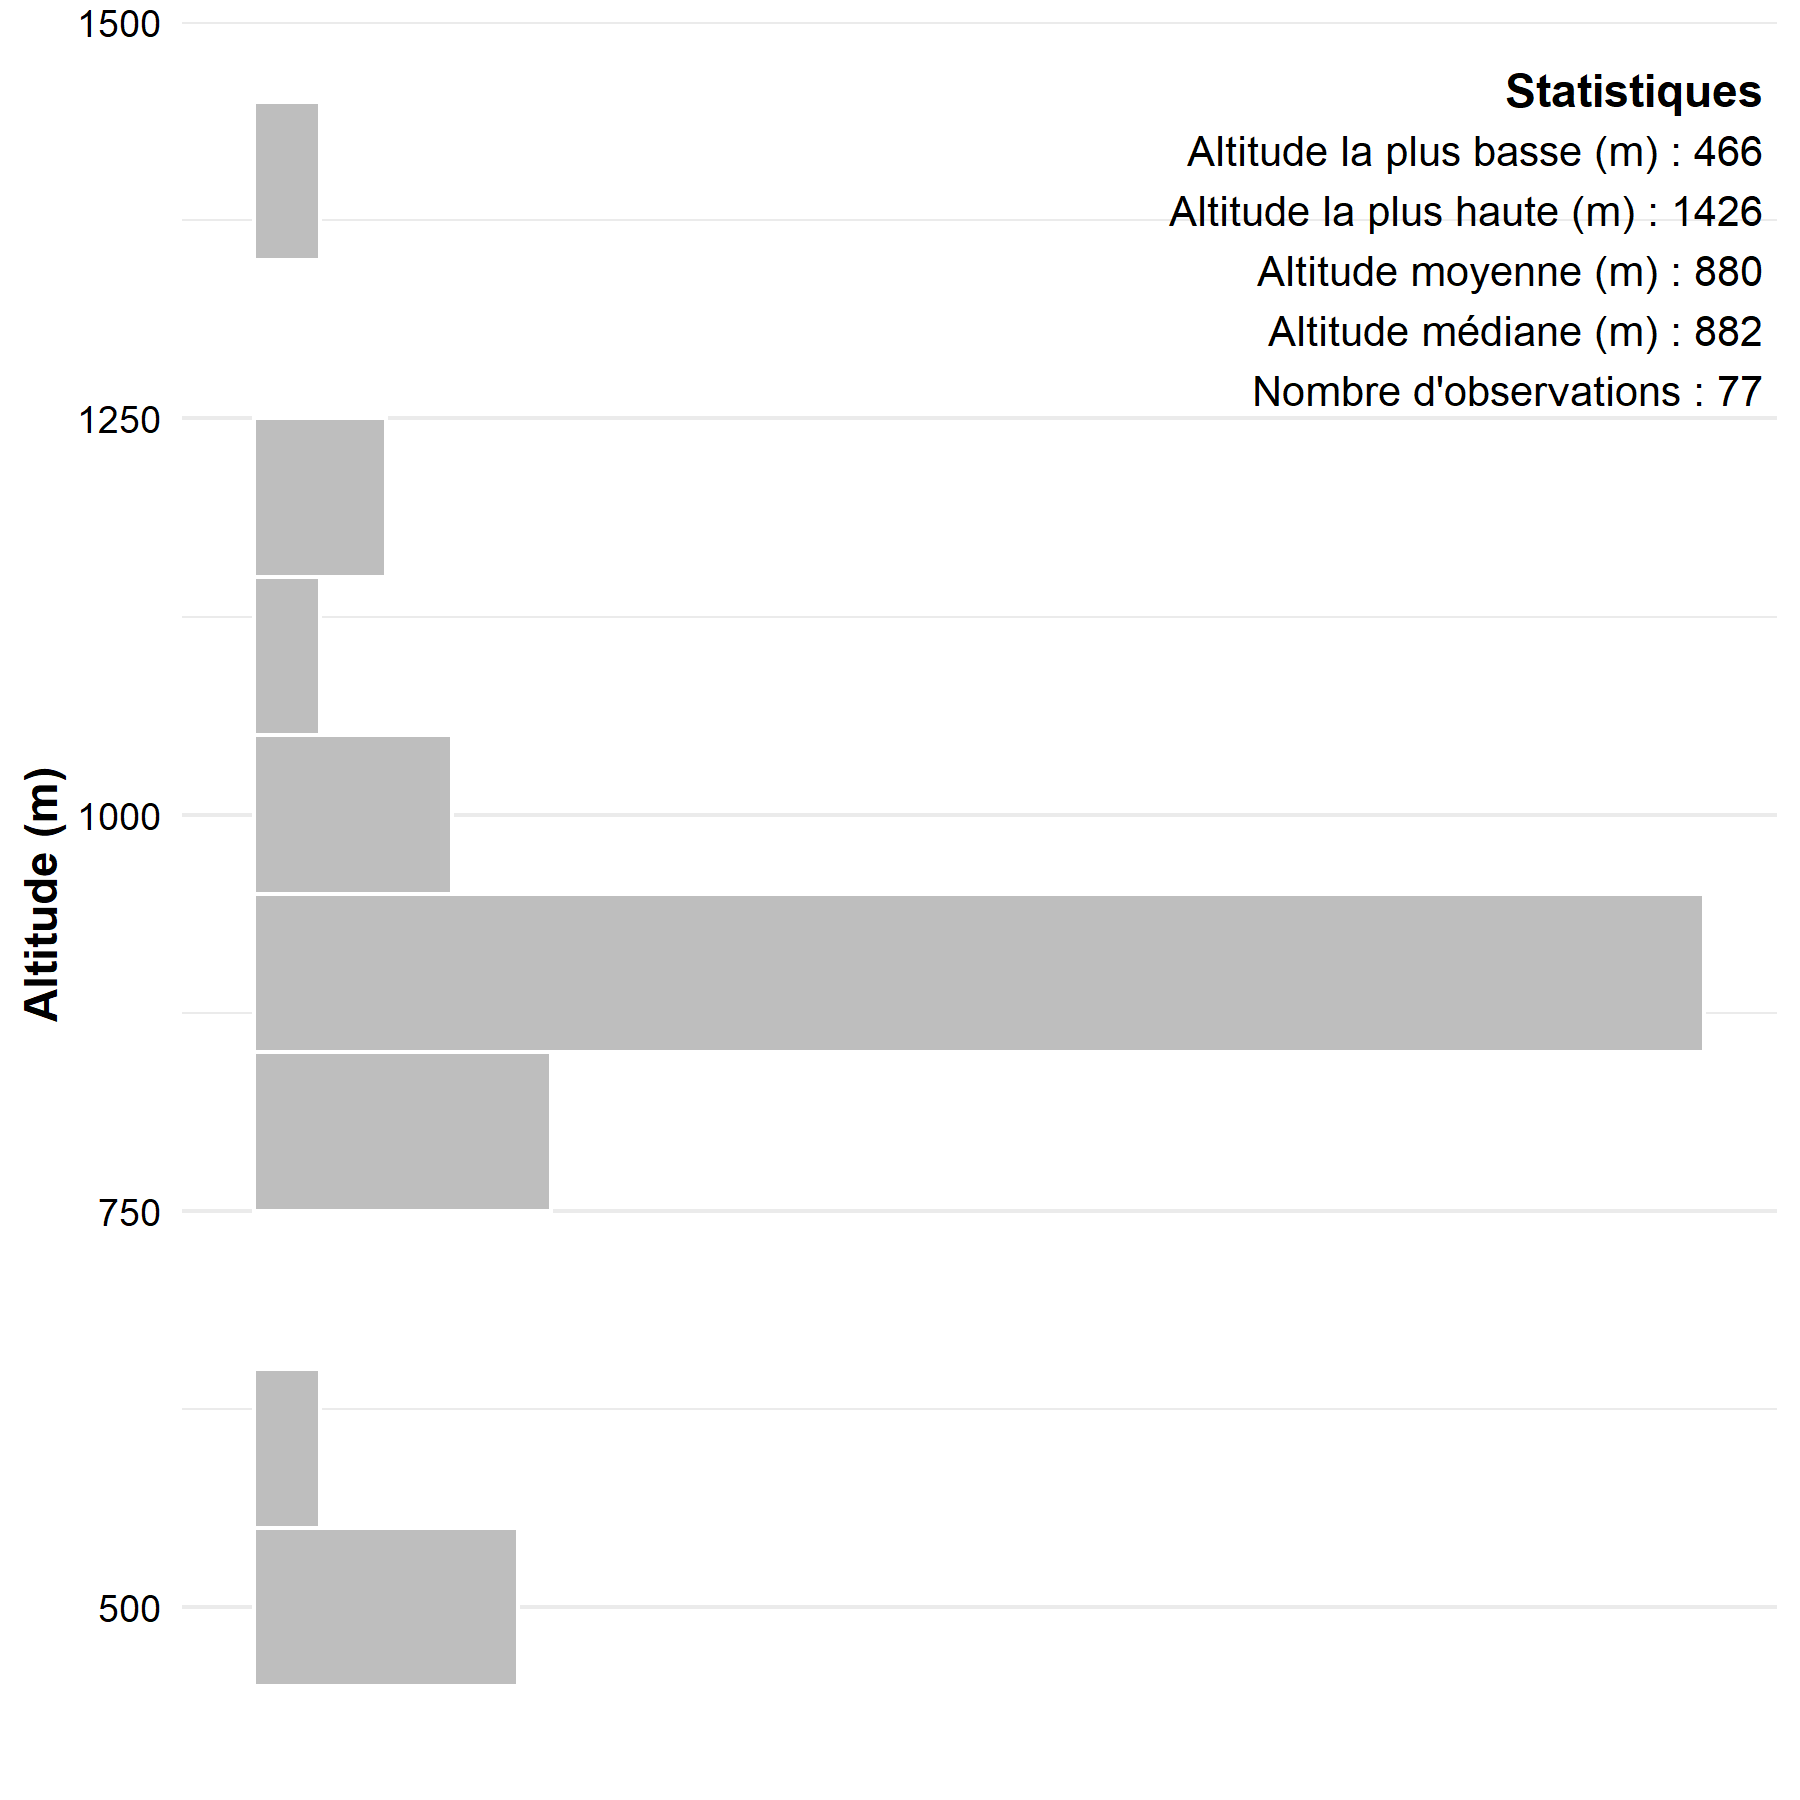 Statistiques
Altitude la plus basse (m) : 466
Altitude la plus haute (m) : 1426
Altitude moyenne (m) : 880
Altitude médiane (m) : 882
Nombre d'observations : 77
Altitude (m)
1500
1250
1000
750
500